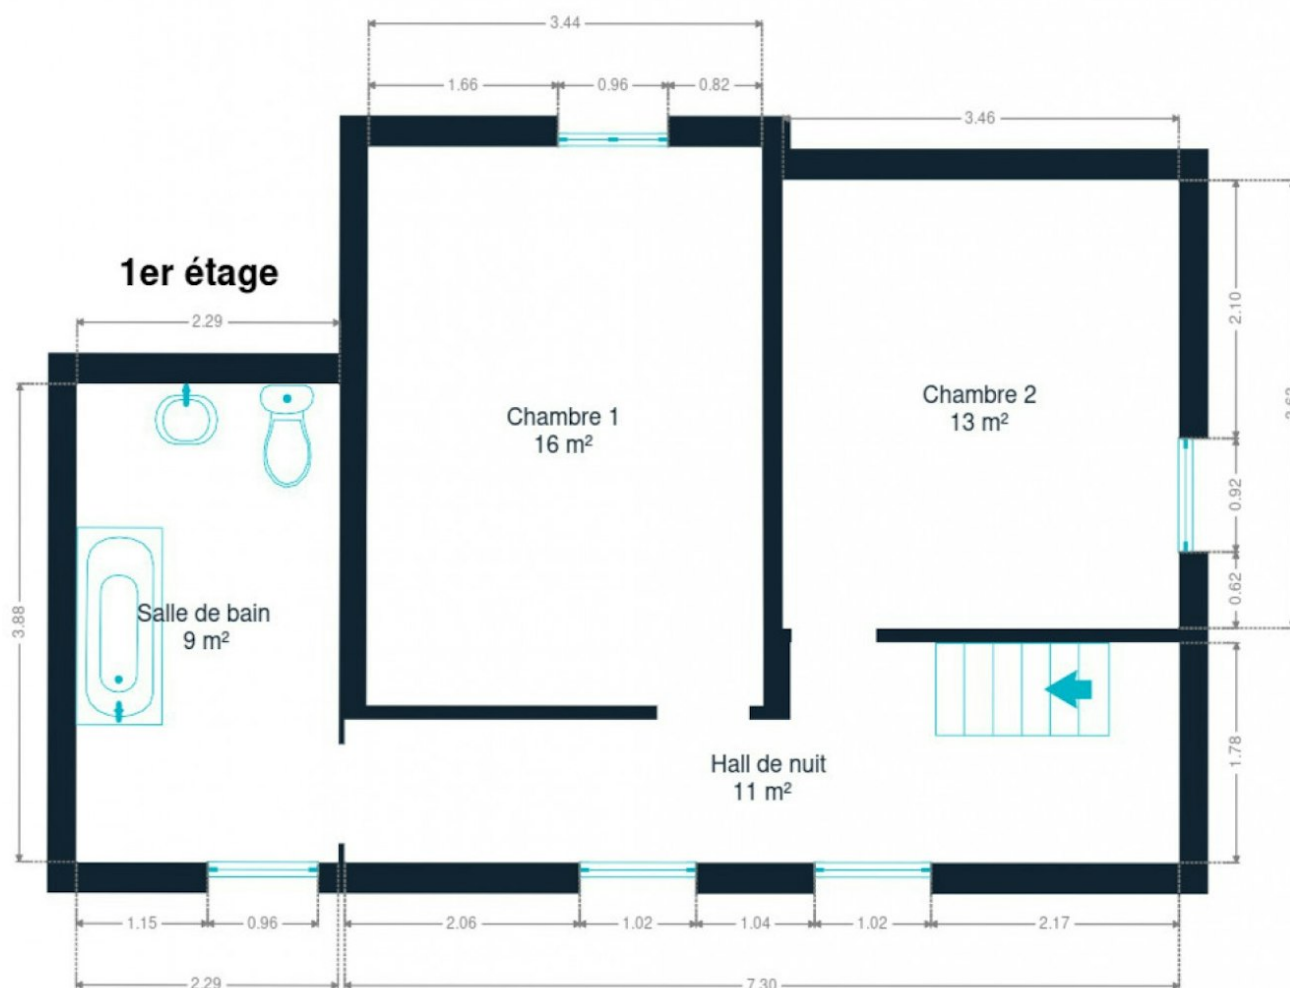 3.44
1.66 0.96 0.82
3.46
1er étage
2.29
2.10
Chambre 1
16 m²
Chambre 2
13 m²
0.92
0.62
3.88
Salle de bain
9 m²
Hall de nuit
11 m²
1.78
1.15 0.96 2.06 1.02 1.04 1.02 2.17
2.29 7.30